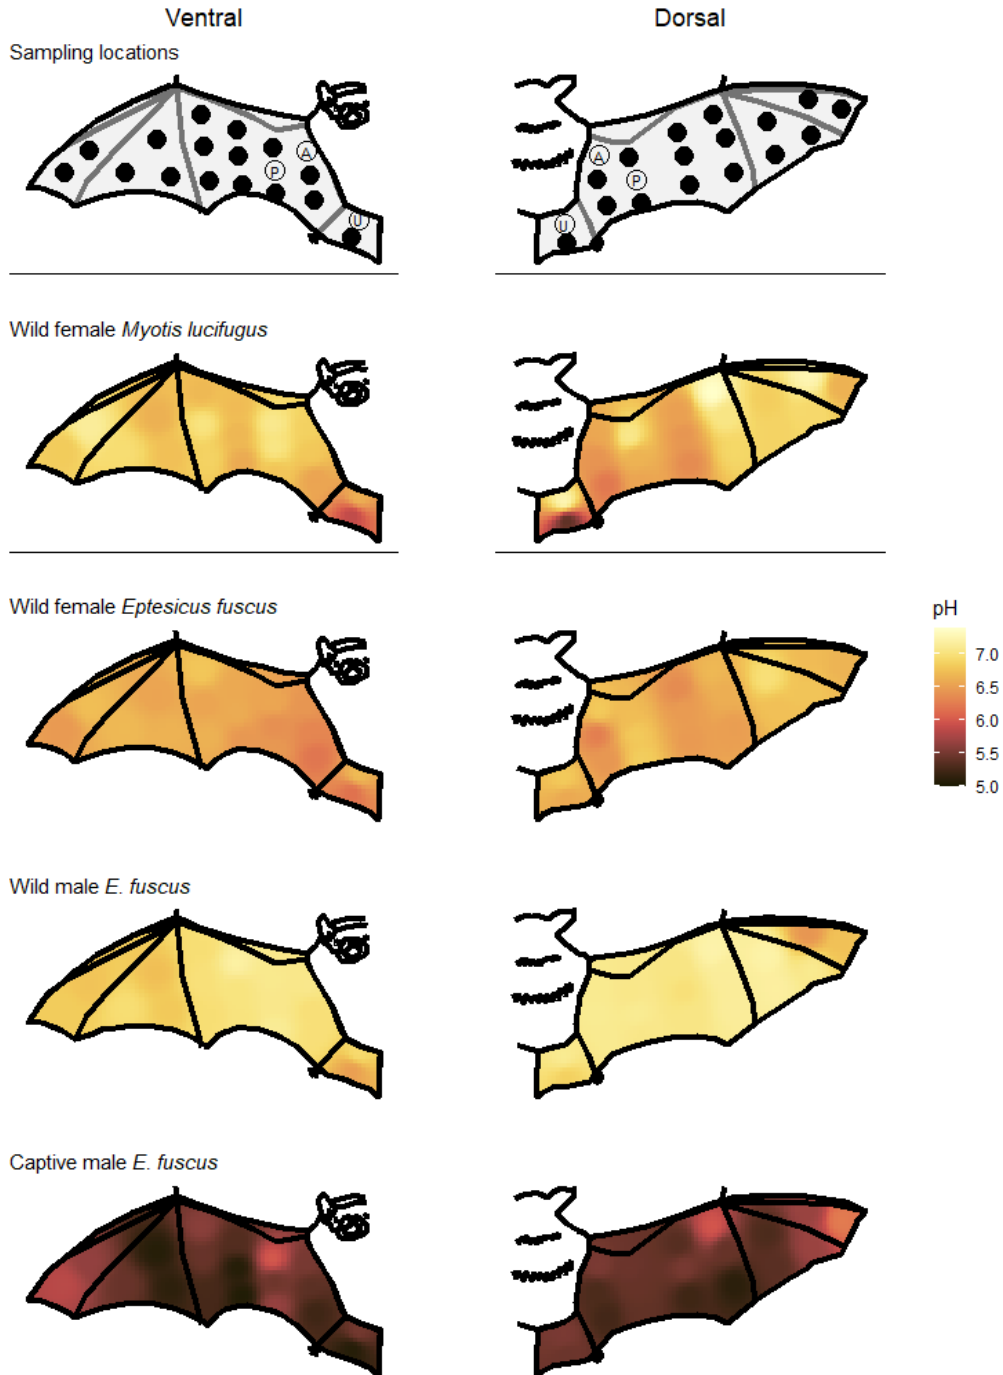 Ventral
Dorsal
Sampling locations
A
P
U
A
P
U
Wild female Myotis lucifugus
Wild female Eptesicus fuscus
pH
7.0
6.5
6.0
5.5
5.0
Wild male E. fuscus
Captive male E. fuscus